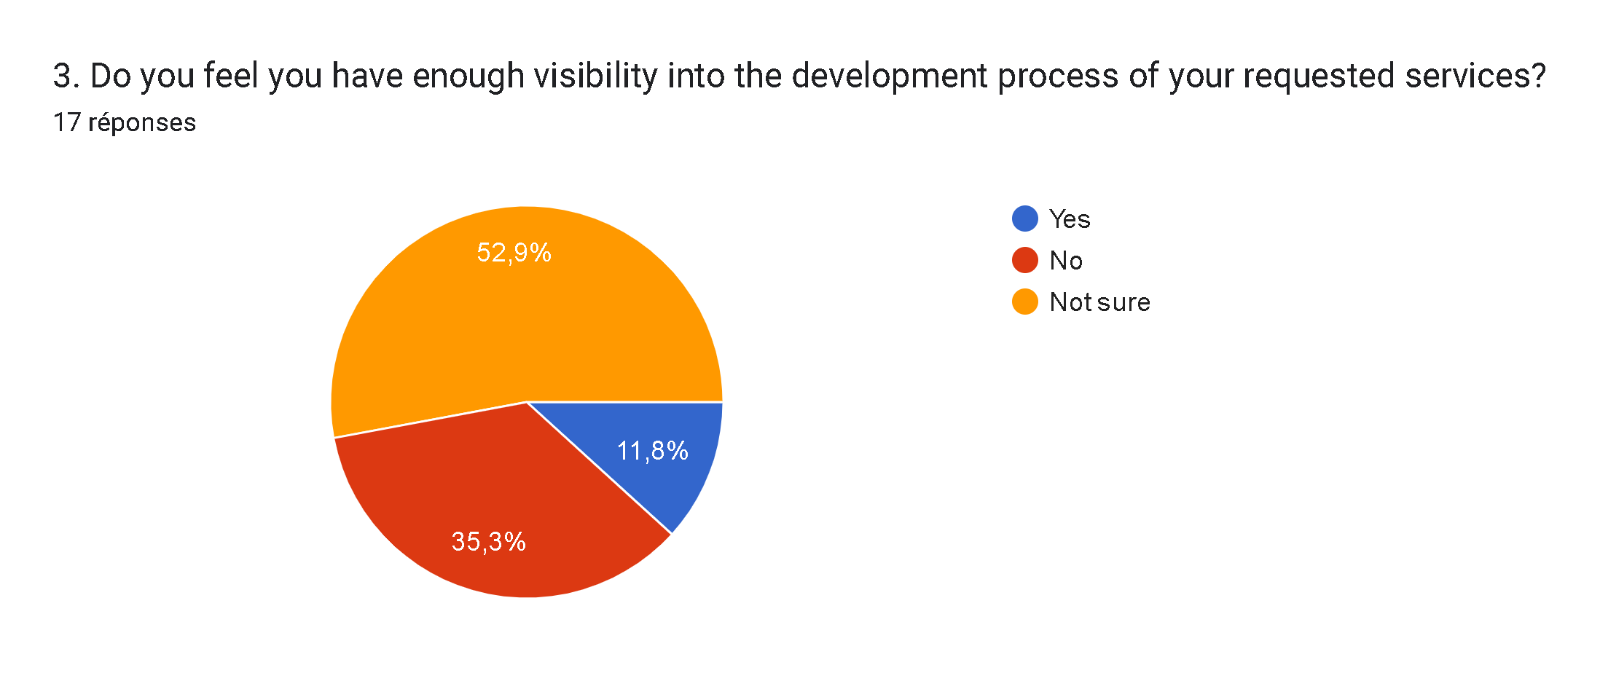 3. Do you feel you have enough visibility into the development process of your requested services?
17 réponses
Yes
No
Not sure
52,9%
11,8%
35,3%